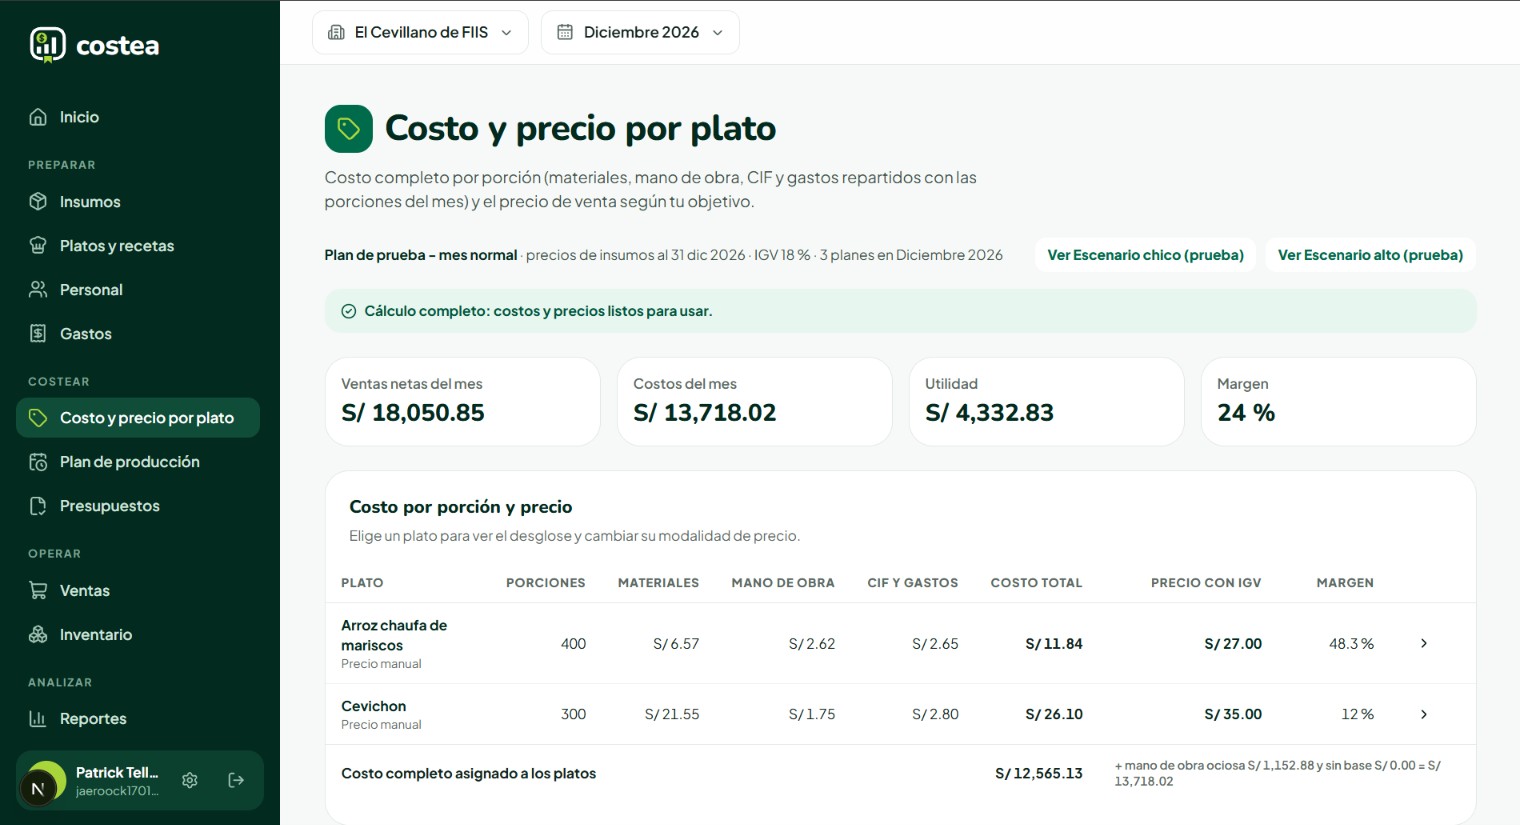 costea
El Cevillano de FIIS
Diciembre 2026
Inicio
PREPARAR
Insumos
Platos y recetas
Personal
Gastos
COSTEAR
Costo y precio por plato
Plan de producción
Presupuestos
OPERAR
Ventas
Inventario
ANALIZAR
Reportes
N
Patrick Tell...
jaeroock1701...
Costo y precio por plato
Costo completo por porción (materiales, mano de obra, CIF y gastos repartidos con las
porciones del mes) y el precio de venta según tu objetivo.
Plan de prueba - mes normal · precios de insumos al 31 dic 2026 · IGV 18 % · 3 planes en Diciembre 2026
Ver Escenario chico (prueba)
Ver Escenario alto (prueba)
Cálculo completo: costos y precios listos para usar.
Ventas netas del mes
S/ 18,050.85
Costos del mes
S/ 13,718.02
Utilidad
S/ 4,332.83
Margen
24 %
Costo por porción y precio
Elige un plato para ver el desglose y cambiar su modalidad de precio.
PLATO PORCIONES MATERIALES MANO DE OBRA CIF Y GASTOS COSTO TOTAL PRECIO CON IGV MARGEN
Arroz chaufa de
mariscos
Precio manual
400 S/ 6.57 S/ 2.62 S/ 2.65 S/ 11.84 S/ 27.00 48.3 %
Cevichon
Precio manual
300 S/ 21.55 S/ 1.75 S/ 2.80 S/ 26.10 S/ 35.00 12 %
Costo completo asignado a los platos S/ 12,565.13
+ mano de obra ociosa S/ 1,152.88 y sin base S/ 0.00 = S/
13,718.02